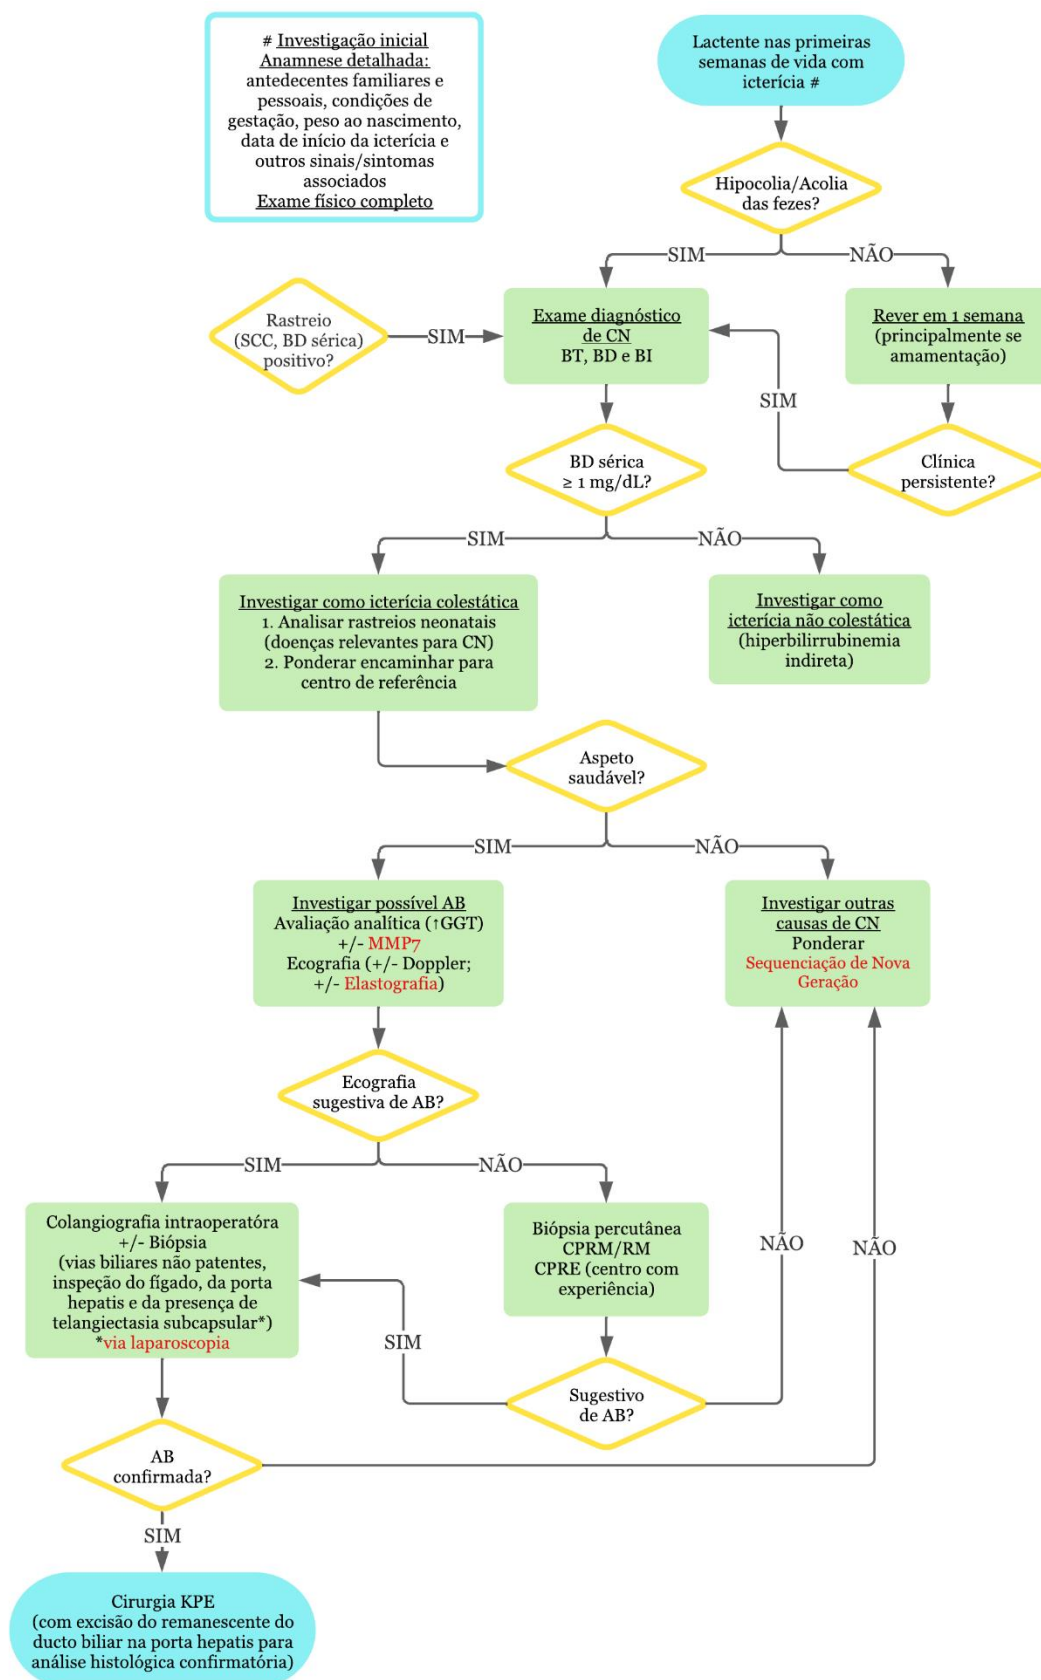 # Investigação inicial
Anamnese detalhada:
antedecentes familiares e
pessoais, condições de
gestação, peso ao nascimento,
data de início da icterícia e
outros sinais/sintomas
associados
Exame físico completo
Lactente nas primeiras
semanas de vida com
icterícia #
Hipocolia/Acolia
das fezes?
SIM
NÃO
Rastreio
(SCC, BD sérica)
positivo?
SIM
Exame diagnóstico
de CN
BT, BD e BI
Rever em 1 semana
(principalmente se
amamentação)
SIM
BD sérica
≥ 1 mg/dL?
Clínica
persistente?
SIM
NÃO
Investigar como icterícia colestática
1. Analisar rastreios neonatais
(doenças relevantes para CN)
2. Ponderar encaminhar para
centro de referência
Investigar como
icterícia não colestática
(hiperbilirrubinemia
indireta)
Aspeto
saudável?
SIM
NÃO
Investigar possível AB
Avaliação analítica (↑GGT)
+/- MMP7
Ecografia (+/- Doppler;
+/- Elastografia)
Investigar outras
causas de CN
Ponderar
Sequenciação de Nova
Geração
Ecografia
sugestiva de AB?
SIM
NÃO
Colangiografia intraoperatóra
+/- Biópsia
(vias biliares não patentes,
inspeção do fígado, da porta
hepatis e da presença de
telangiectasia subcapsular*)
*via laparoscopia
Biópsia percutânea
CPRM/RM
CPRE (centro com
experiência)
NÃO
NÃO
SIM
Sugestivo
de AB?
AB
confirmada?
SIM
Cirurgia KPE
(com excisão do remanescente do
ducto biliar na porta hepatis para
análise histológica confirmatória)